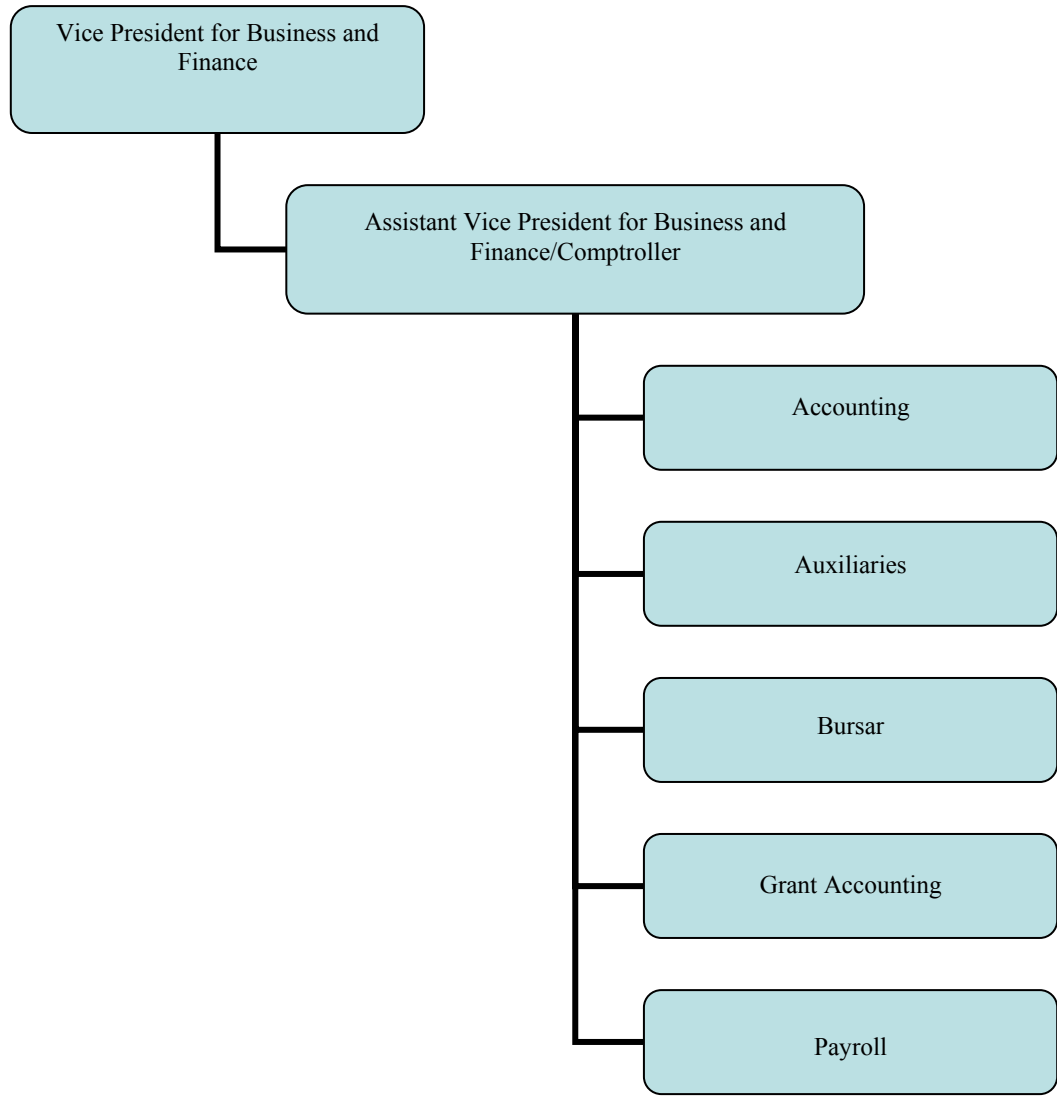 Vice President for Business and
Finance
Assistant Vice President for Business and
Finance/Comptroller
Accounting
Auxiliaries
Bursar
Grant Accounting
Payroll